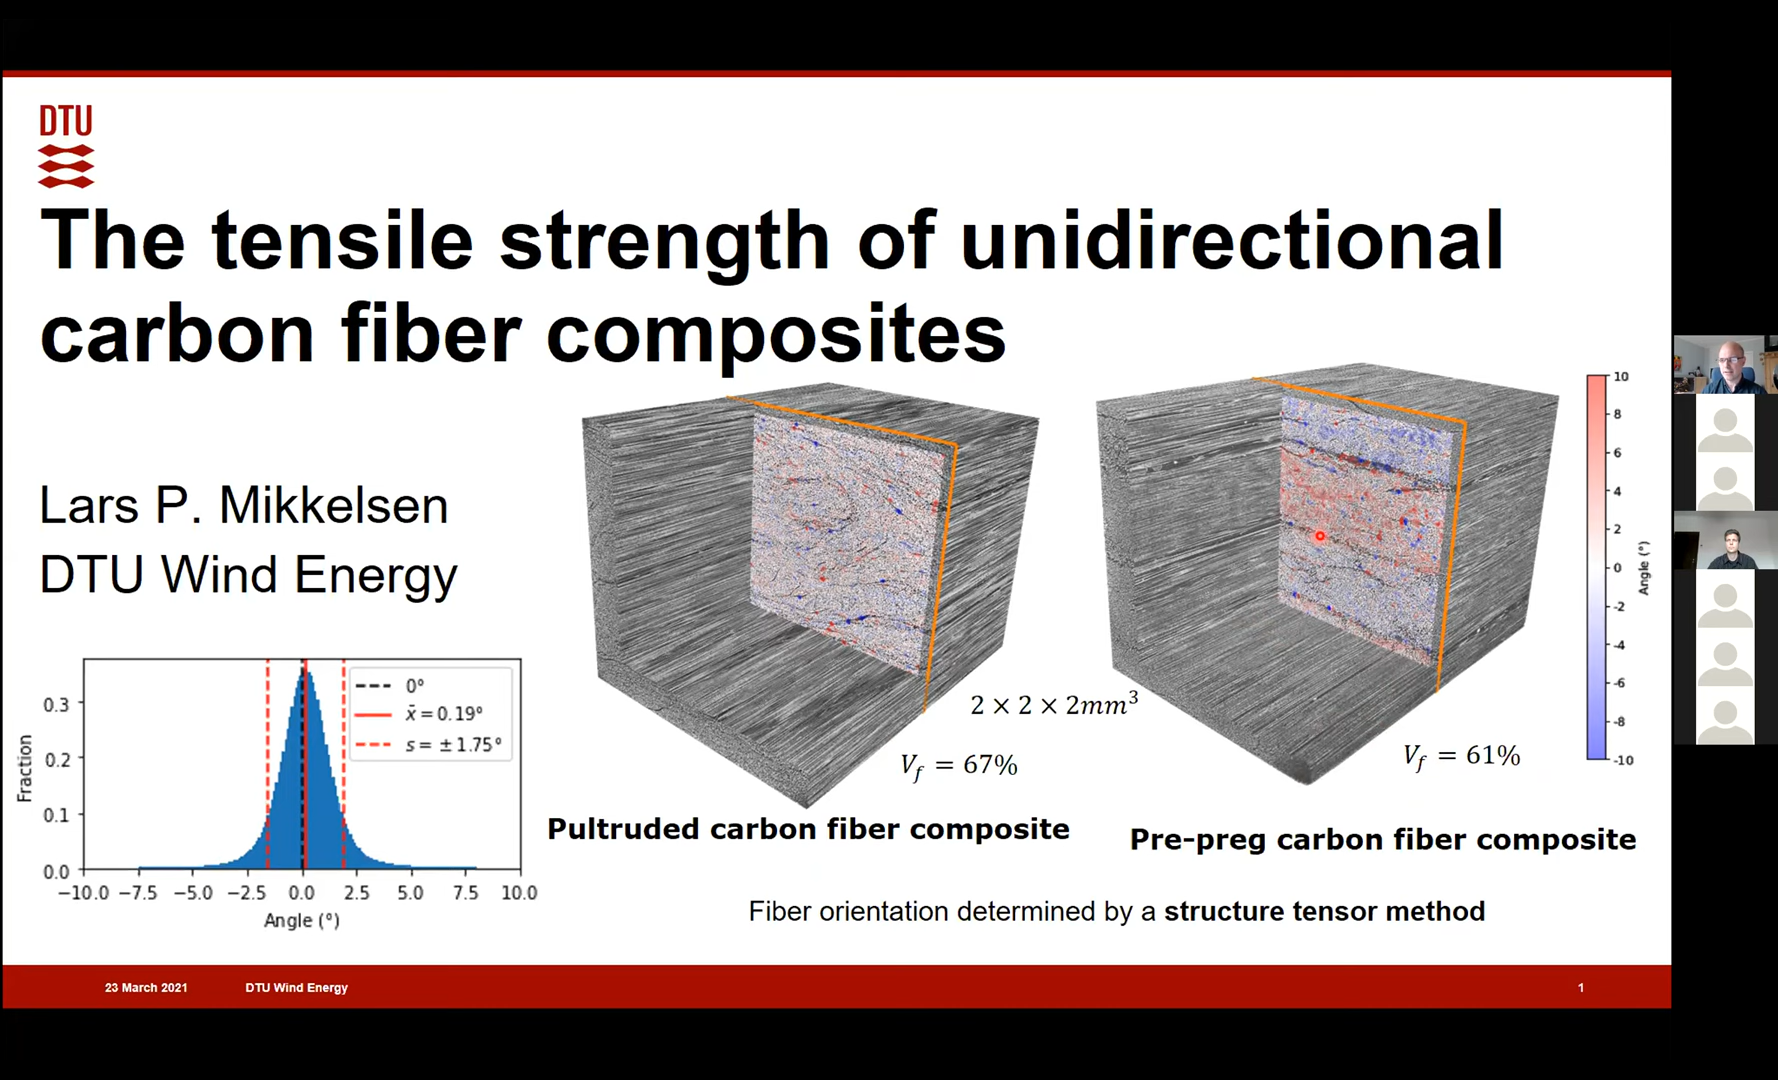 DTU
The tensile strength of unidirectional
carbon fiber composites
Lars P. Mikkelsen
DTU Wind Energy
0.3
0.2
0.1
0.0
Fraction
−10.0 −7.5 −5.0 −2.5 0.0 2.5 5.0 7.5 10.0
Angle (°)
0°
x̄ = 0.19°
s = ±1.75°
2 × 2 × 2mm³
V_f = 67%
Pultruded carbon fiber composite
V_f = 61%
Pre-preg carbon fiber composite
10
8
6
4
2
0
-2
-4
-6
-8
-10
Angle (°)
Fiber orientation determined by a structure tensor method
23 March 2021 DTU Wind Energy 1